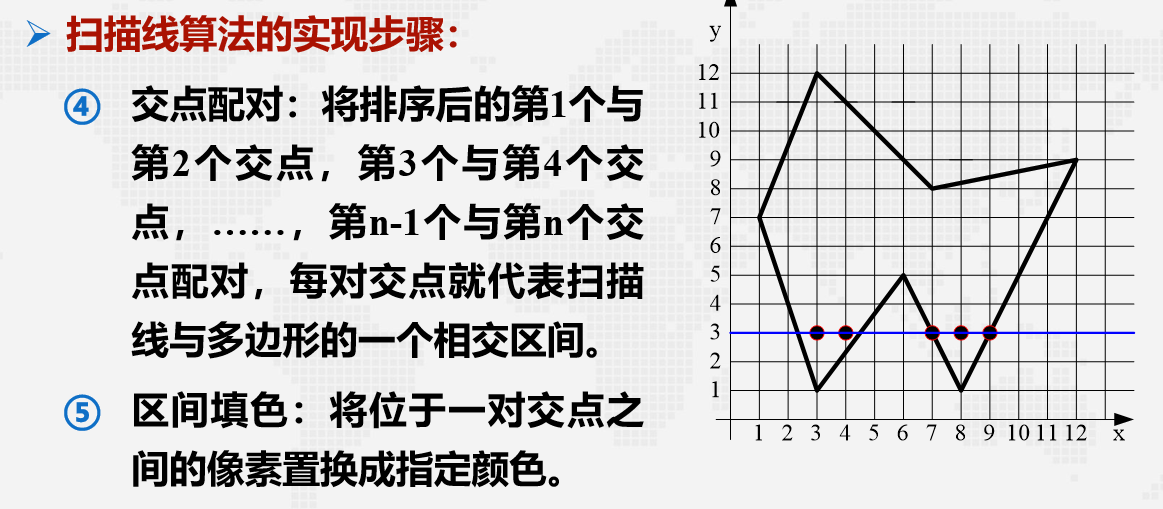 扫描线算法的实现步骤：
④ 交点配对：将排序后的第1个与
第2个交点，第3个与第4个交
点，……，第n-1个与第n个交
点配对，每对交点就代表扫描
线与多边形的一个相交区间。
⑤ 区间填色：将位于一对交点之
间的像素置换成指定颜色。
y
12
11
10
9
8
7
6
5
4
3
2
1
1 2 3 4 5 6 7 8 9 10 11 12 x